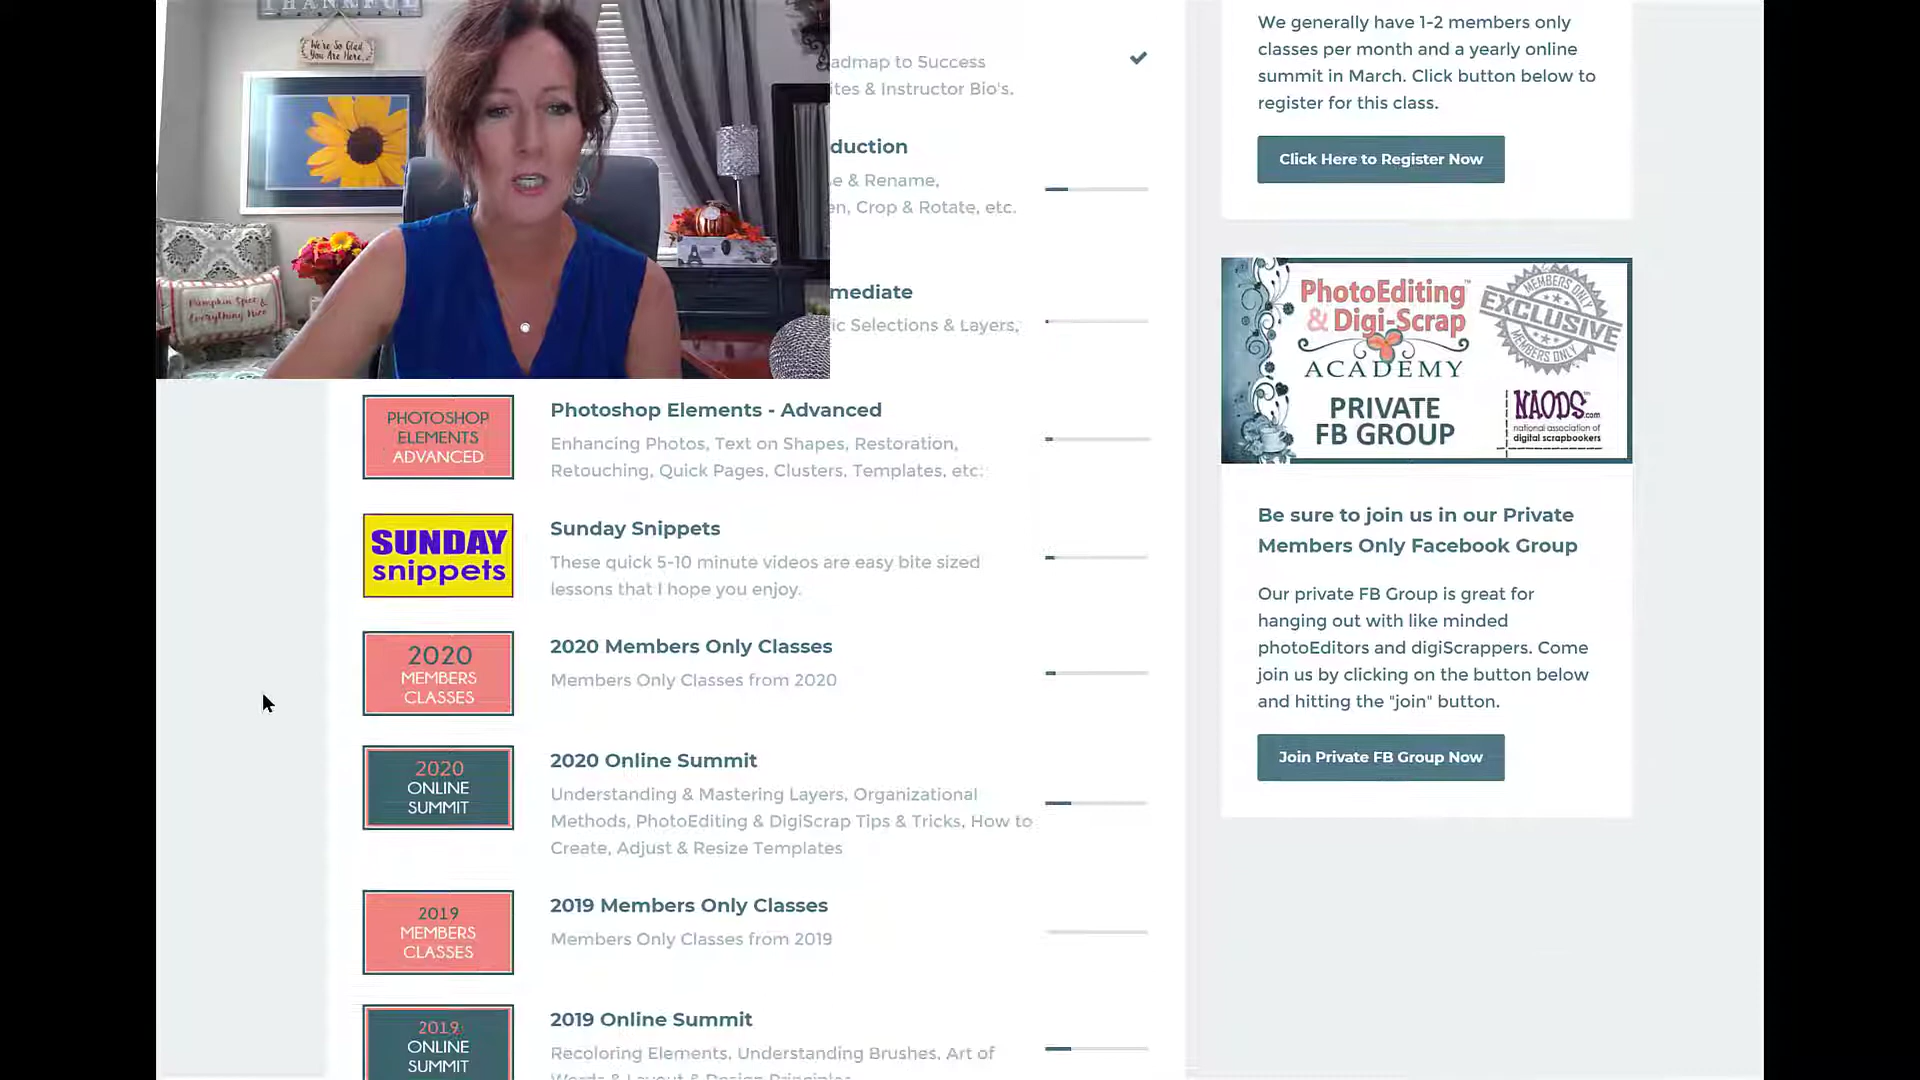 THANKFUL
We're So Glad
You Are Here.
Pumpkin Spice &
Everything Nice
admap to Success
ites & Instructor Bio's.
duction
e & Rename,
en, Crop & Rotate, etc.
mediate
ic Selections & Layers,
PHOTOSHOP
ELEMENTS
ADVANCED
Photoshop Elements - Advanced
Enhancing Photos, Text on Shapes, Restoration,
Retouching, Quick Pages, Clusters, Templates, etc.
SUNDAY
snippets
Sunday Snippets
These quick 5-10 minute videos are easy bite sized
lessons that I hope you enjoy.
2020
MEMBERS
CLASSES
2020 Members Only Classes
Members Only Classes from 2020
2020
ONLINE
SUMMIT
2020 Online Summit
Understanding & Mastering Layers, Organizational
Methods, PhotoEditing & DigiScrap Tips & Tricks, How to
Create, Adjust & Resize Templates
2019
MEMBERS
CLASSES
2019 Members Only Classes
Members Only Classes from 2019
2019
ONLINE
SUMMIT
2019 Online Summit
Recoloring Elements, Understanding Brushes, Art of
Words & Layout & Design Principles
We generally have 1-2 members only
classes per month and a yearly online
summit in March. Click button below to
register for this class.
Click Here to Register Now
PhotoEditing™
& Digi-Scrap
ACADEMY
PRIVATE
FB GROUP
MEMBERS ONLY
EXCLUSIVE
MEMBERS ONLY
NAODS.com
national association of
digital scrapbookers
Be sure to join us in our Private
Members Only Facebook Group
Our private FB Group is great for
hanging out with like minded
photoEditors and digiScrappers. Come
join us by clicking on the button below
and hitting the "join" button.
Join Private FB Group Now